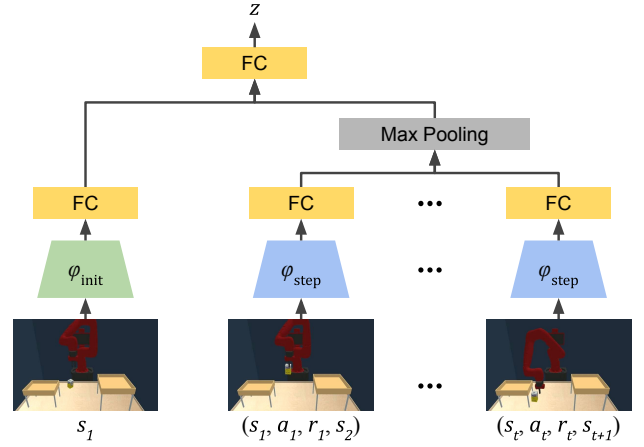 z
FC
Max Pooling
FC FC ... FC
φinit φstep ... φstep
...
s1 (s1, a1, r1, s2) (st, at, rt, st+1)